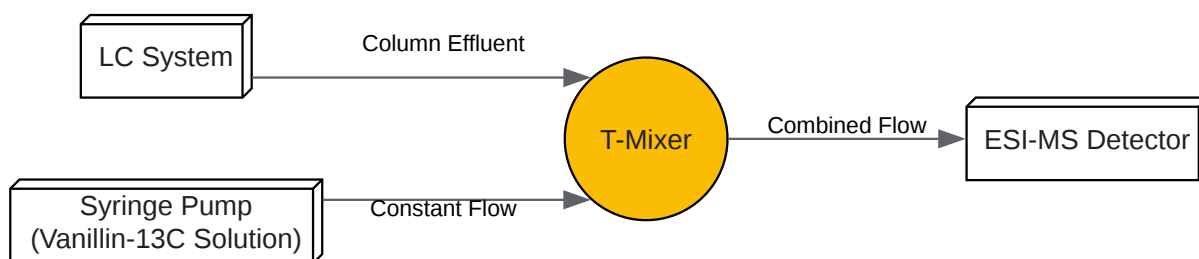 LC System
Column Effluent
T-Mixer
Combined Flow
ESI-MS Detector
Syringe Pump
(Vanillin-13C Solution)
Constant Flow